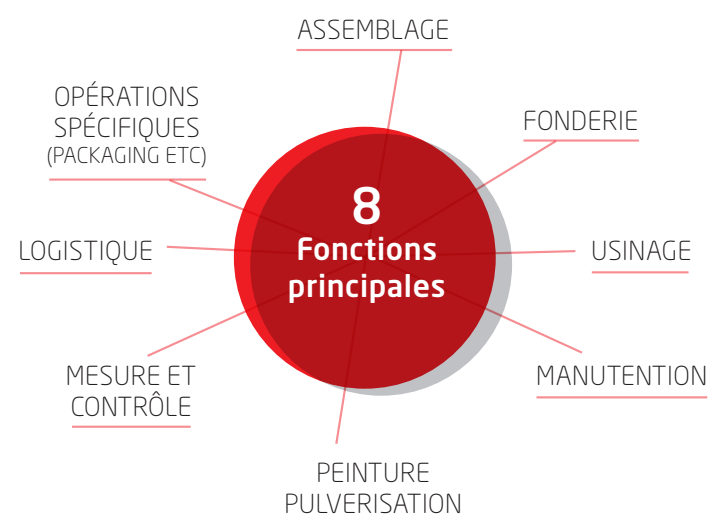 ASSEMBLAGE
FONDERIE
USINAGE
MANUTENTION
PEINTURE
PULVERISATION
MESURE ET
CONTRÔLE
LOGISTIQUE
OPÉRATIONS
SPÉCIFIQUES
(PACKAGING ETC)
8
Fonctions
principales